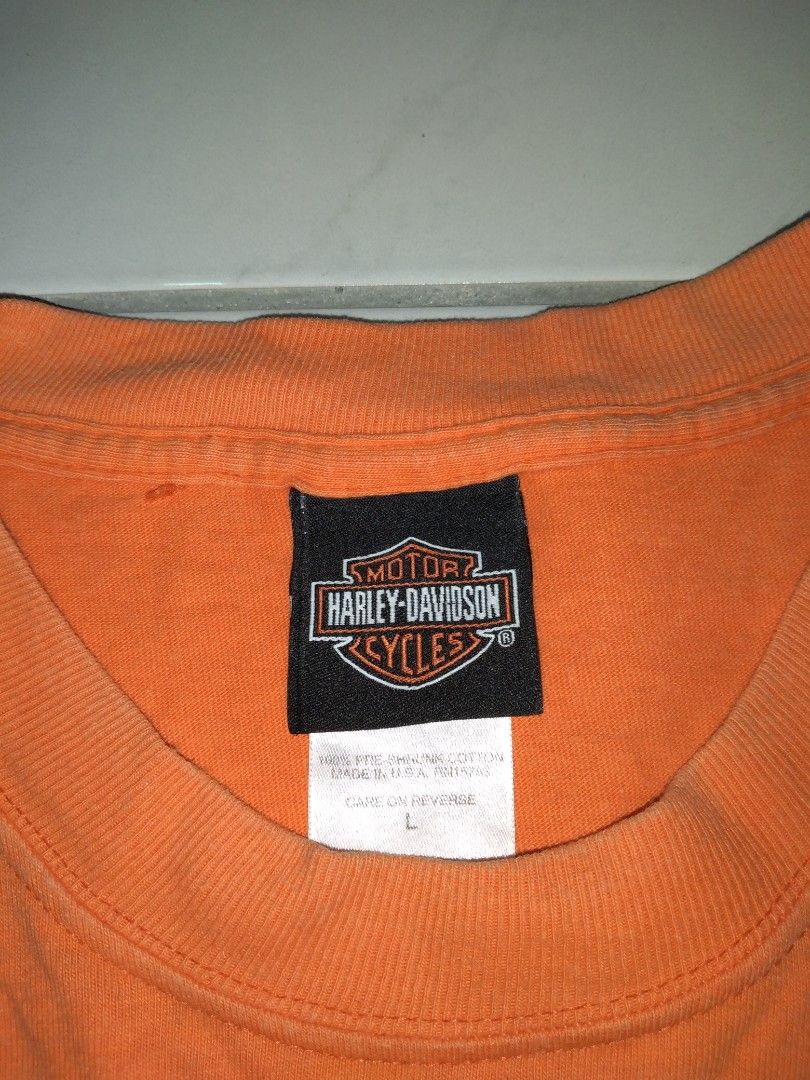 MOTOR
HARLEY-DAVIDSON
CYCLES
®
100% PRE-SHRUNK COTTON
MADE IN U.S.A.
CARE ON REVERSE
L